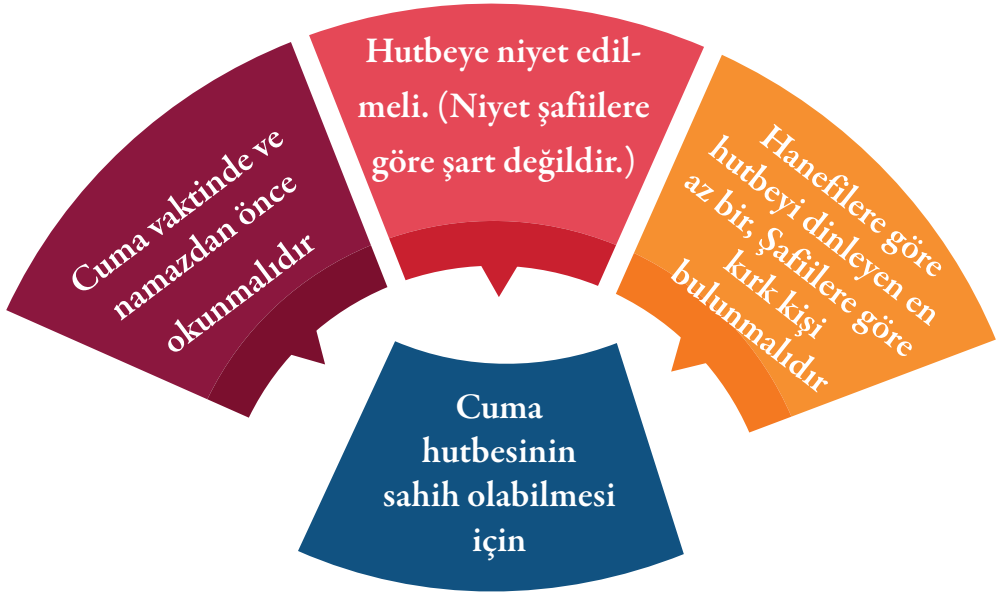 Cuma vaktinde ve
namazdan önce
okunmalıdır
Hutbeye niyet edil-
meli. (Niyet şafiilere
göre şart değildir.)
Hanefilere göre
hutbeyi dinleyen en
az bir, Şafiilere göre
kırk kişi
bulunmalıdır
Cuma
hutbesinin
sahih olabilmesi
için